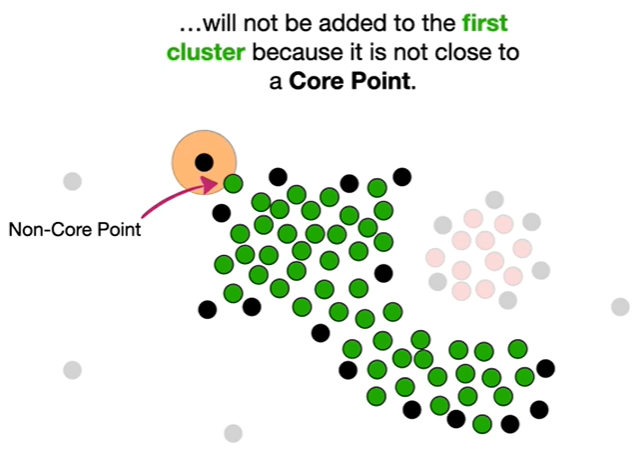 ...will not be added to the first
cluster because it is not close to
a Core Point.
Non-Core Point